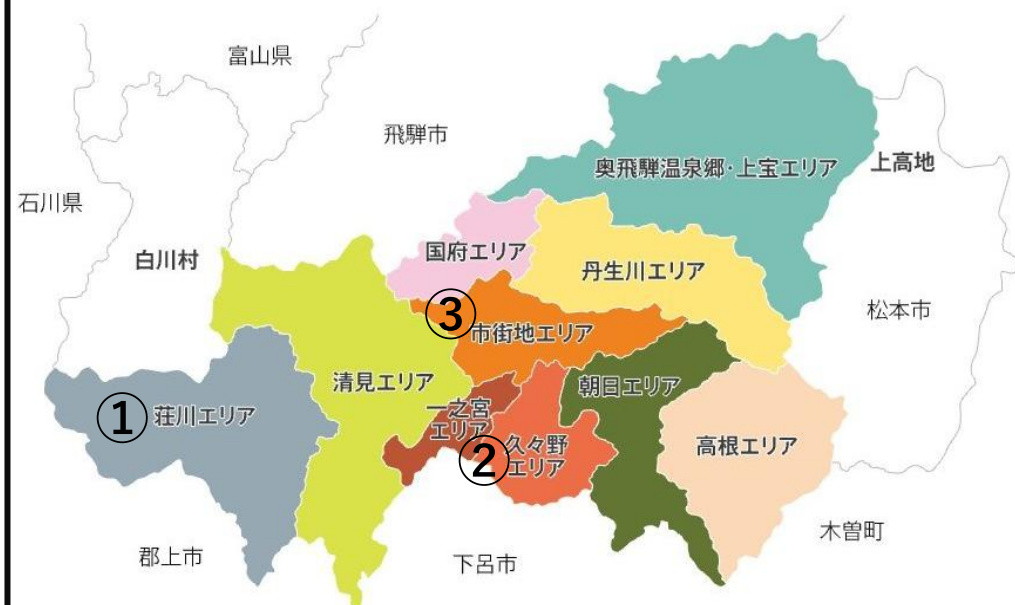 富山県
飛騨市
奥飛騨温泉郷・上宝エリア
上高地
石川県
白川村
国府エリア
丹生川エリア
松本市
③
市街地エリア
清見エリア
朝日エリア
①
荘川エリア
一之宮
エリア
②
久々野
エリア
高根エリア
木曽町
郡上市
下呂市